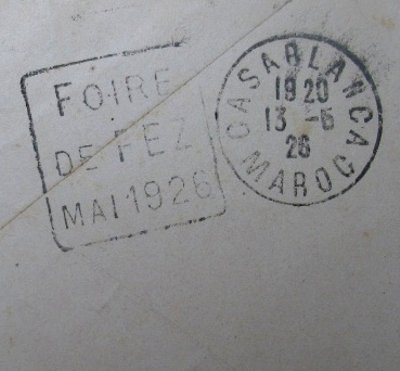 FOIRE
DE FEZ
MAI 1926
CASABLANCA
19 20
13 -5
26
MAROC